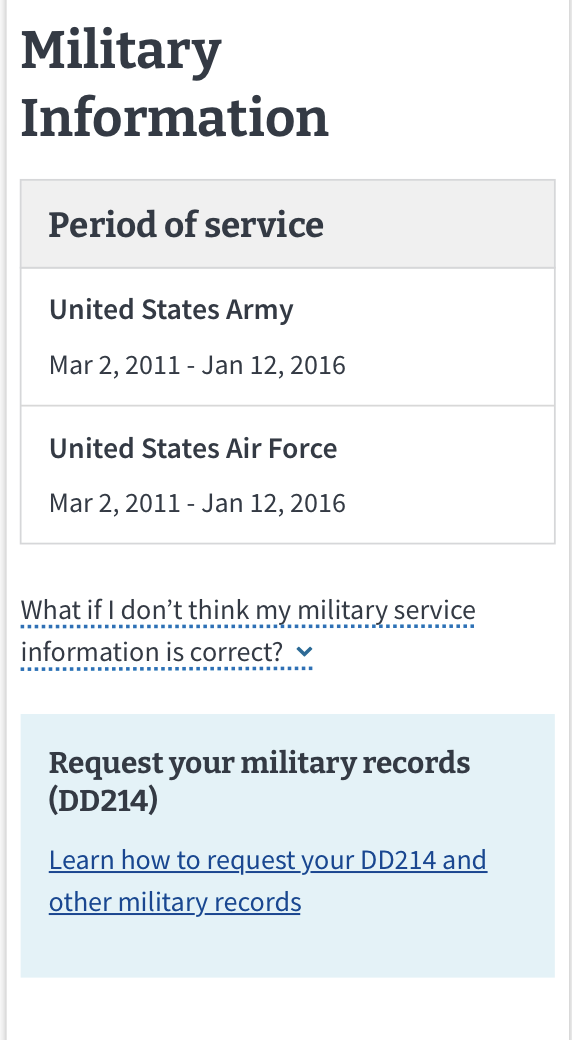 Military
Information
Period of service
United States Army
Mar 2, 2011 - Jan 12, 2016
United States Air Force
Mar 2, 2011 - Jan 12, 2016
What if I don’t think my military service
information is correct?
Request your military records
(DD214)
Learn how to request your DD214 and
other military records